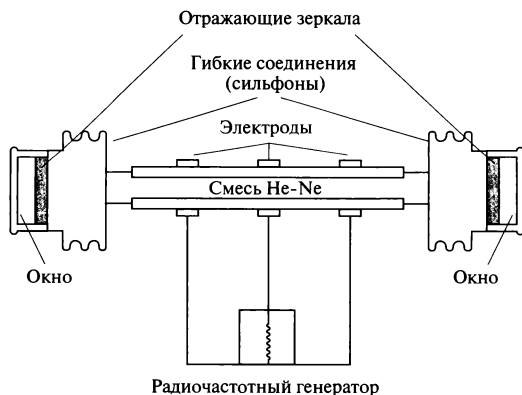 Отражающие зеркала
Гибкие соединения
(сильфоны)
Электроды
Смесь He-Ne
Окно
Окно
Радиочастотный генератор